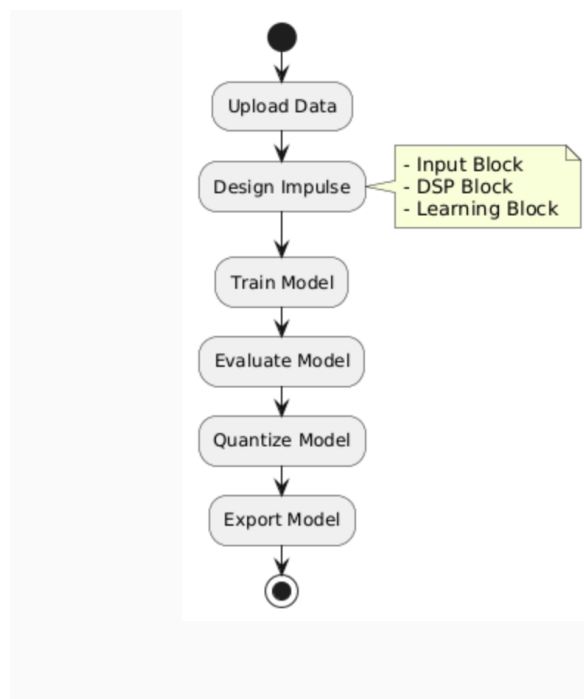 Upload Data
Design Impulse
- Input Block
- DSP Block
- Learning Block
Train Model
Evaluate Model
Quantize Model
Export Model